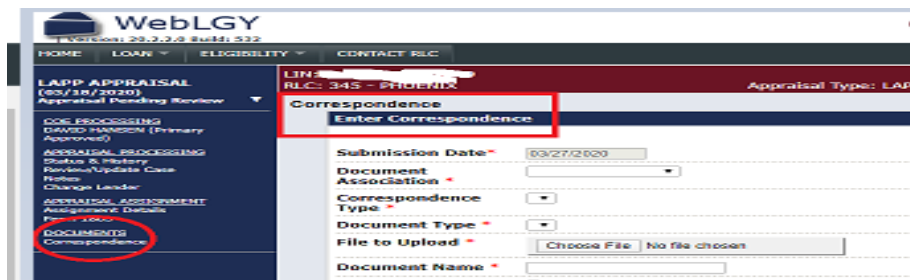 WebLGY
Version: 20.2.2.0 Build: 532
HOME LOAN ELIGIBILITY CONTACT RLC
LAPP APPRAISAL
(03/18/2020)
Appraisal Pending Review
COE PROCESSING
DAVID HANSEN (Primary
Approved)
APPRAISAL PROCESSING
Status & History
Review/Update Case
Notes
Change Lender
APPRAISAL ASSIGNMENT
Assignment Details
DOCUMENTS
Correspondence
LIN:
RLC: 345 - PHOENIX
Appraisal Type: LAP
Correspondence
Enter Correspondence
Submission Date*
03/27/2020
Document
Association *
Correspondence
Type *
Document Type *
File to Upload *
Choose File No file chosen
Document Name *